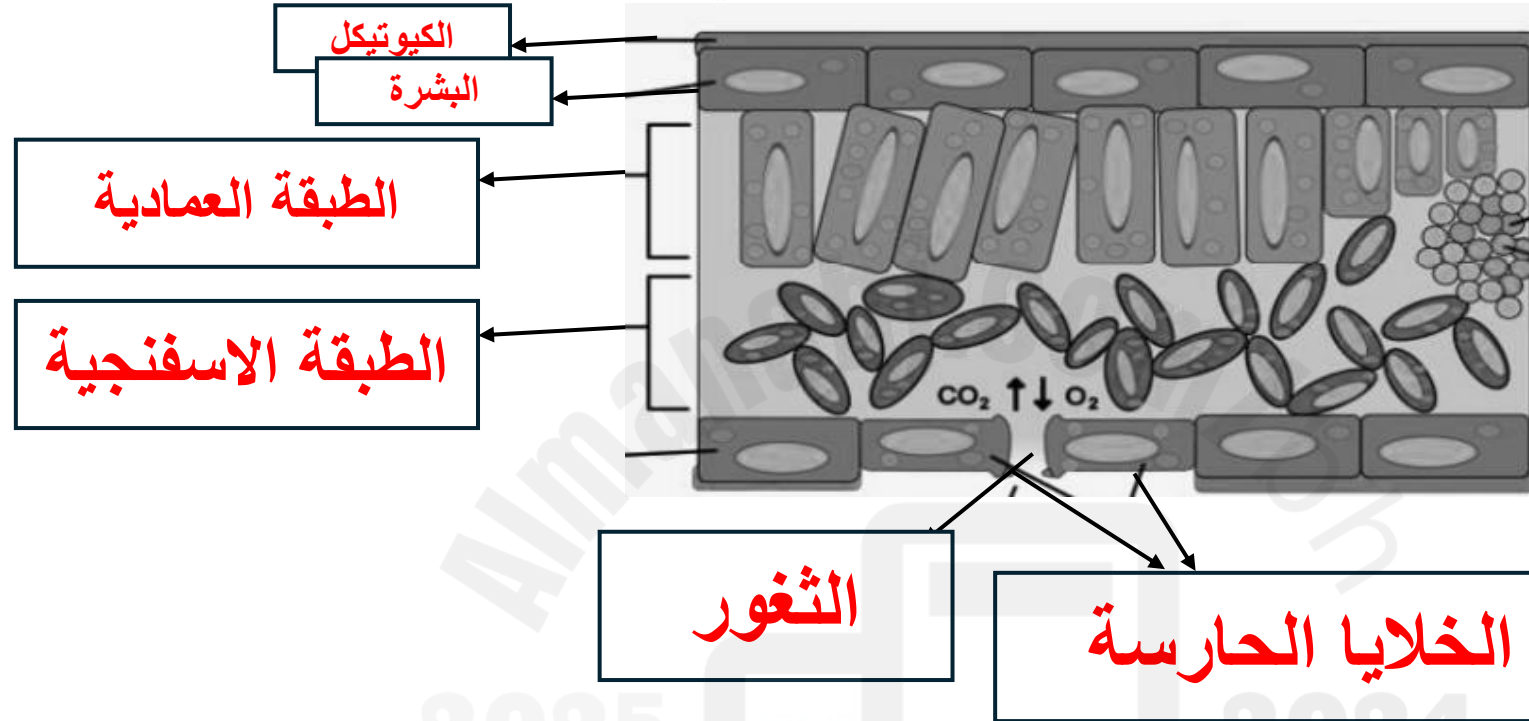 الكيوتيكل
البشرة
الطبقة العمادية
الطبقة الاسفنجية
CO₂ O₂
الثغور
الخلايا الحارسة